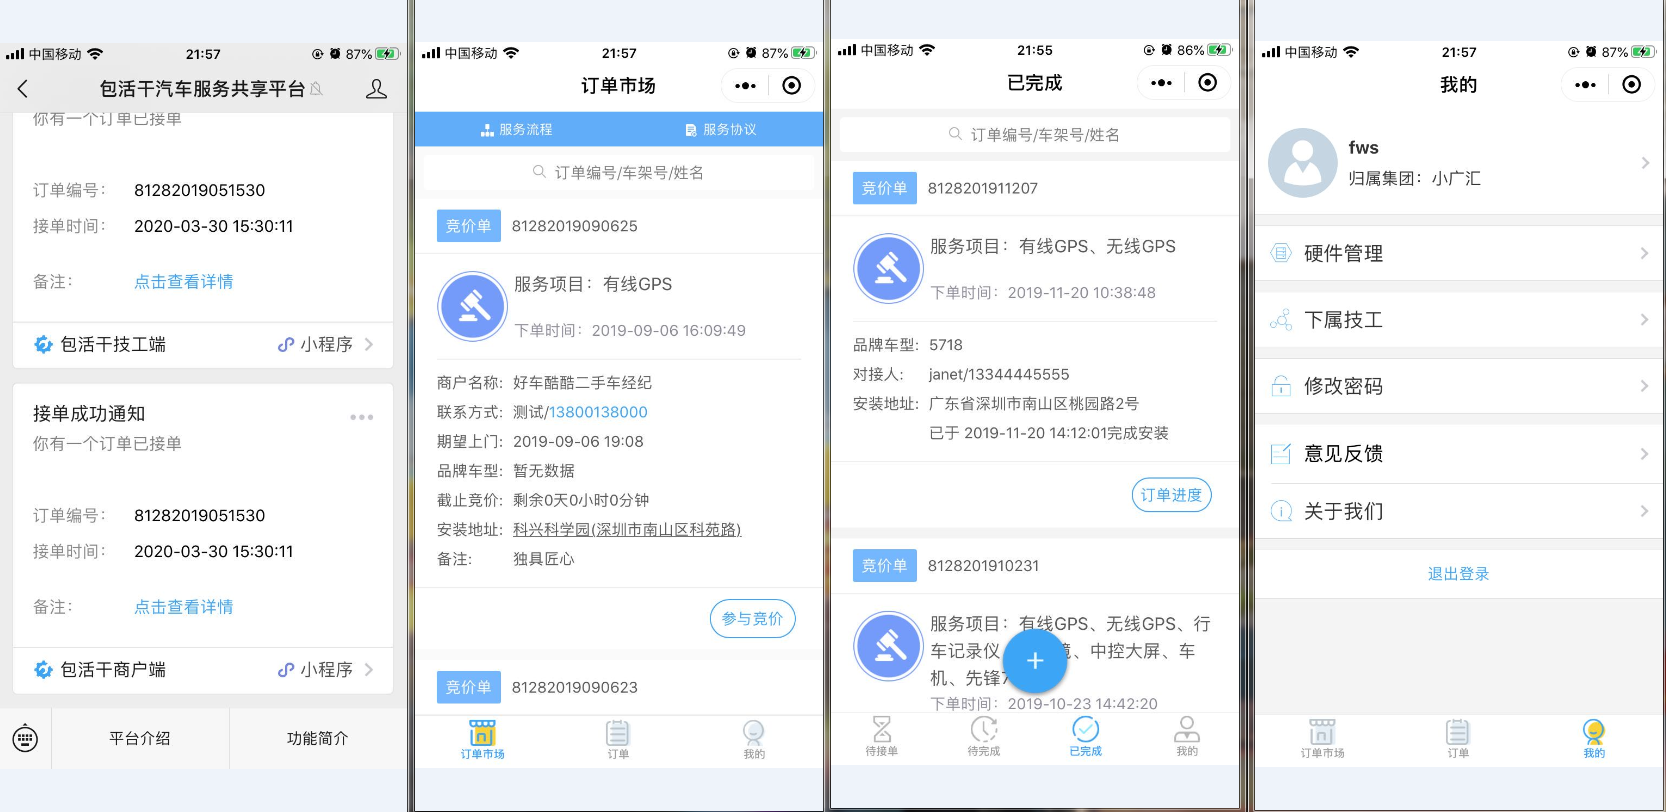 中国移动
21:57
87%
包活干汽车服务共享平台
你有一个订单已接单
订单编号：
81282019051530
接单时间：
2020-03-30 15:30:11
备注：
点击查看详情
包活干技工端
小程序
接单成功通知
你有一个订单已接单
订单编号：
81282019051530
接单时间：
2020-03-30 15:30:11
备注：
点击查看详情
包活干商户端
小程序
平台介绍
功能简介
中国移动
21:57
87%
订单市场
服务流程
服务协议
订单编号/车架号/姓名
竞价单
81282019090625
服务项目：有线GPS
下单时间：2019-09-06 16:09:49
商户名称：好车酷酷二手车经纪
联系方式：测试/13800138000
期望上门：2019-09-06 19:08
品牌车型：暂无数据
截止竞价：剩余0天0小时0分钟
安装地址：科兴科学园(深圳市南山区科苑路)
备注：独具匠心
参与竞价
竞价单
81282019090623
订单市场
订单
我的
中国移动
21:55
86%
已完成
订单编号/车架号/姓名
竞价单
8128201911207
服务项目：有线GPS、无线GPS
下单时间：2019-11-20 10:38:48
品牌车型：5718
对接人：janet/13344445555
安装地址：广东省深圳市南山区桃园路2号
已于 2019-11-20 14:12:01完成安装
订单进度
竞价单
8128201910231
服务项目：有线GPS、无线GPS、行
车记录仪、中控大屏、车
机、先锋
下单时间：2019-10-23 14:42:20
待接单
待完成
已完成
我的
中国移动
21:57
87%
我的
fws
归属集团：小广汇
硬件管理
下属技工
修改密码
意见反馈
关于我们
退出登录
订单市场
订单
我的